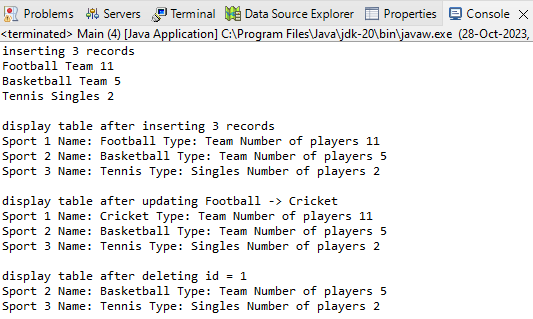 Problems Servers Terminal Data Source Explorer Properties Console
<terminated> Main (4) [Java Application] C:\Program Files\Java\jdk-20\bin\javaw.exe (28-Oct-2023,
inserting 3 records
Football Team 11
Basketball Team 5
Tennis Singles 2
display table after inserting 3 records
Sport 1 Name: Football Type: Team Number of players 11
Sport 2 Name: Basketball Type: Team Number of players 5
Sport 3 Name: Tennis Type: Singles Number of players 2
display table after updating Football -> Cricket
Sport 1 Name: Cricket Type: Team Number of players 11
Sport 2 Name: Basketball Type: Team Number of players 5
Sport 3 Name: Tennis Type: Singles Number of players 2
display table after deleting id = 1
Sport 2 Name: Basketball Type: Team Number of players 5
Sport 3 Name: Tennis Type: Singles Number of players 2